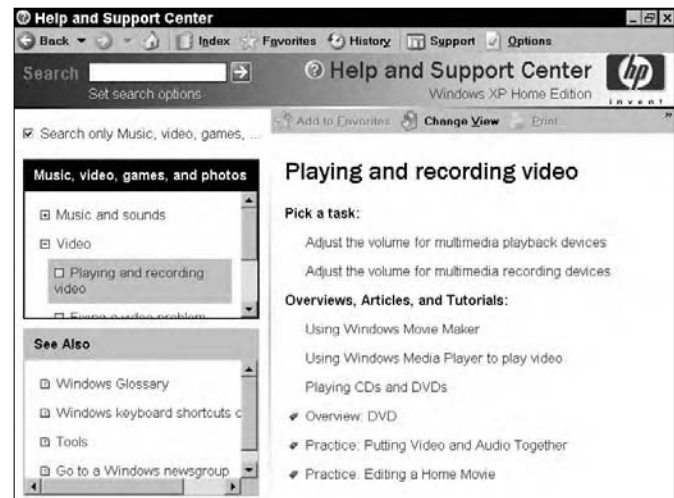 Help and Support Center
Back
Index
Favorites
History
Support
Options
Search
Set search options
Help and Support Center
Windows XP Home Edition
hp
invent
Search only Music, video, games, ...
Add to Favorites
Change View
Print...
»
Music, video, games, and photos
Music and sounds
Video
Playing and recording
video
Fixing a video problem
See Also
Windows Glossary
Windows keyboard shortcuts o
Tools
Go to a Windows newsgroup
Playing and recording video
Pick a task:
Adjust the volume for multimedia playback devices
Adjust the volume for multimedia recording devices
Overviews, Articles, and Tutorials:
Using Windows Movie Maker
Using Windows Media Player to play video
Playing CDs and DVDs
Overview: DVD
Practice: Putting Video and Audio Together
Practice: Editing a Home Movie